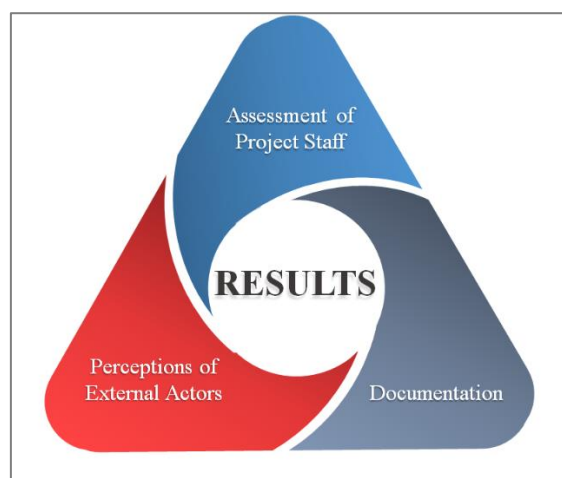 Assessment of
Project Staff
RESULTS
Perceptions of
External Actors
Documentation